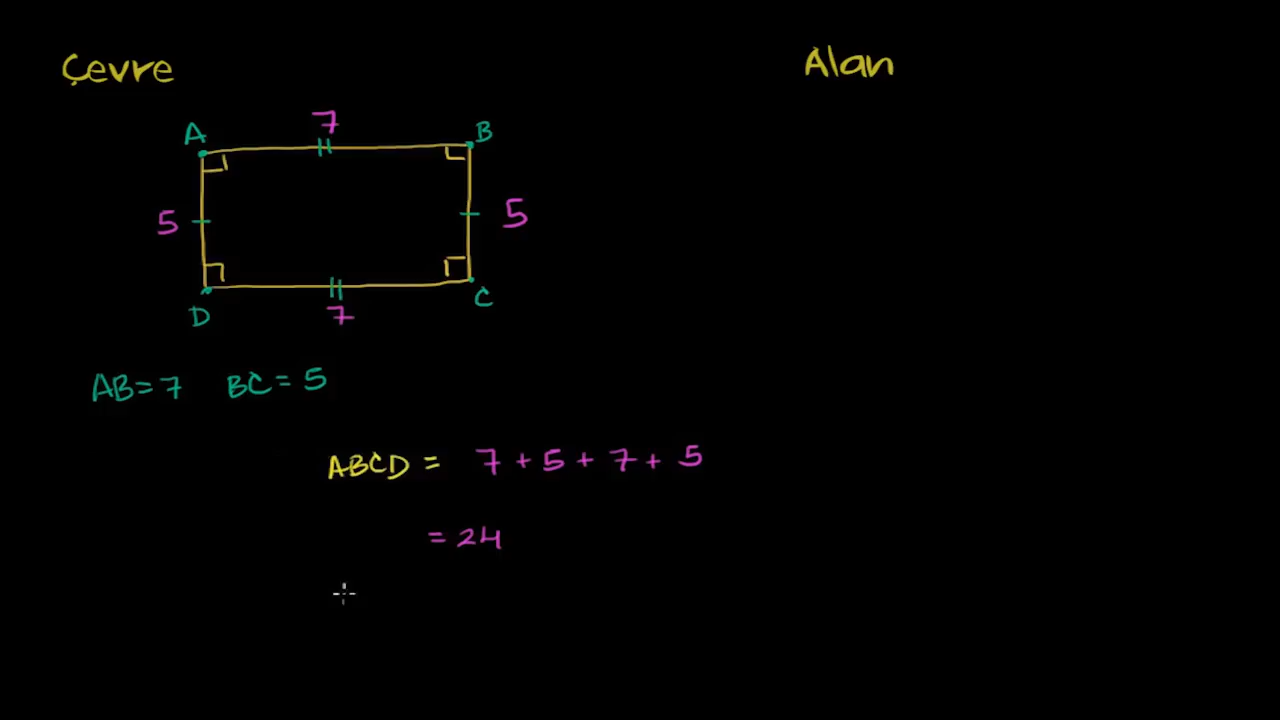 Çevre
Alan
A
7
B
5
5
D
7
C
AB=7 BC=5
ABCD = 7+5+7+5
=24